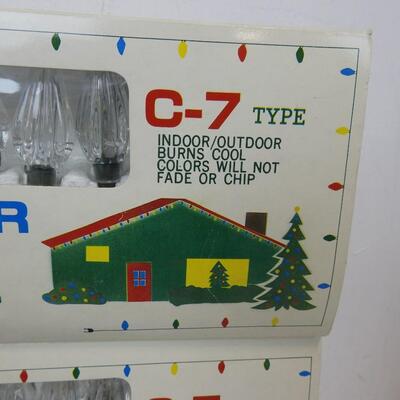 C-7 TYPE
INDOOR/OUTDOOR
BURNS COOL
COLORS WILL NOT
FADE OR CHIP
R